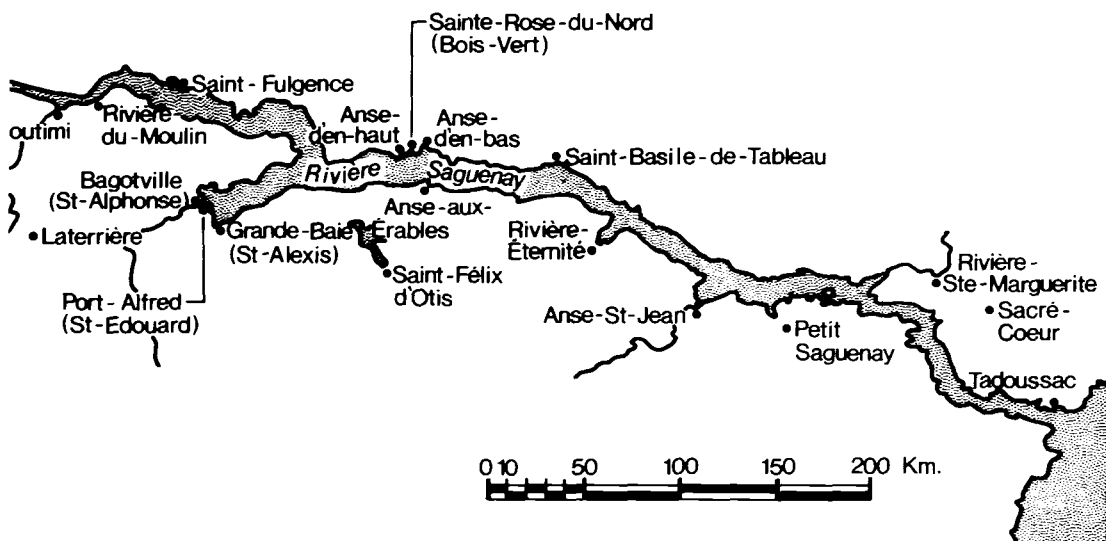 Sainte-Rose-du-Nord
(Bois-Vert)
Saint-Fulgence
outimi
Rivière-
du-Moulin
Anse-
d'en-haut
Anse-
d'en-bas
Saint-Basile-de-Tableau
Rivière Saguenay
Bagotville
(St-Alphonse)
Laterrière
Grande-Baie
(St-Alexis)
Anse-aux-
Érables
Rivière-
Éternité
Saint-Félix
d'Otis
Port-Alfred
(St-Edouard)
Anse-St-Jean
Petit
Saguenay
Rivière-
Ste-Marguerite
Sacré-
Coeur
Tadoussac
0 10 50 100 150 200 Km.